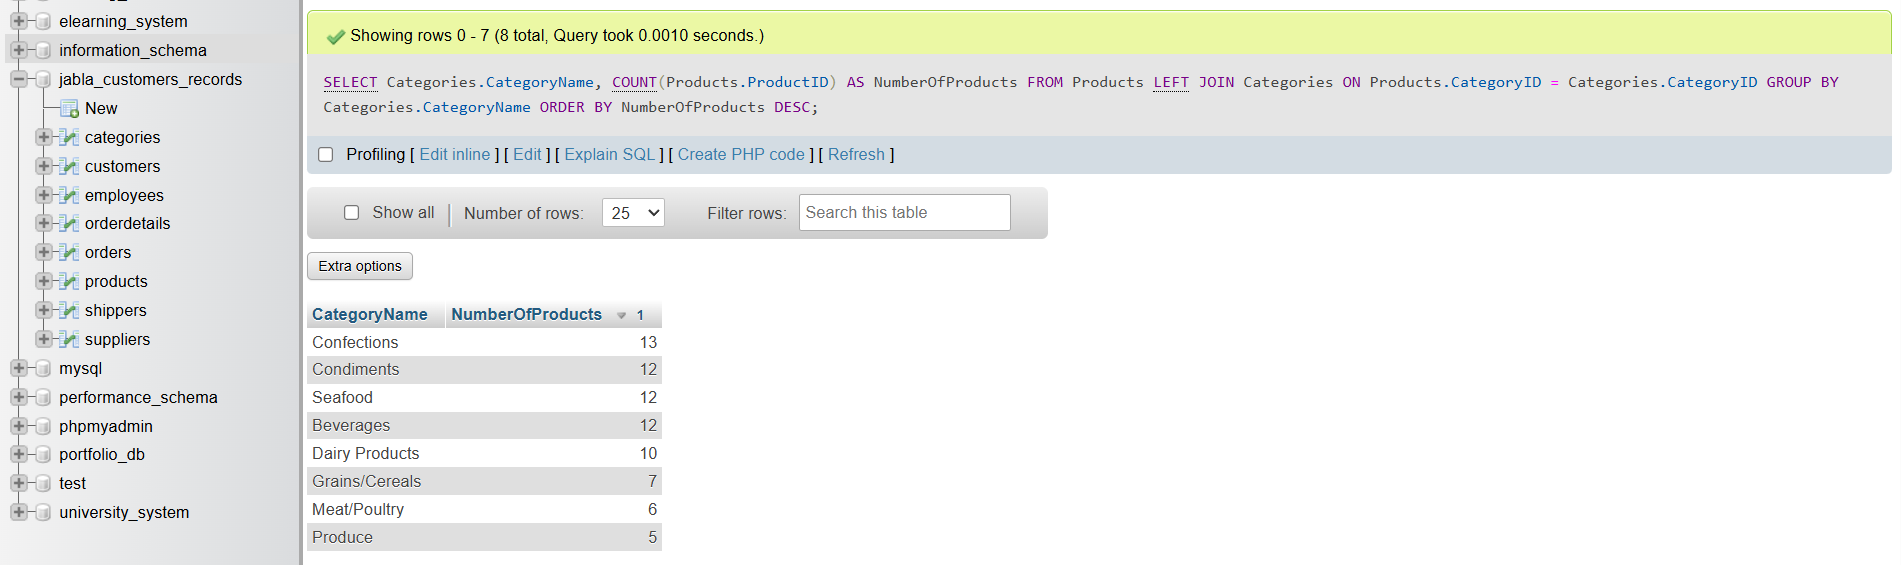 elearning_system
information_schema
jabla_customers_records
New
categories
customers
employees
orderdetails
orders
products
shippers
suppliers
mysql
performance_schema
phpmyadmin
portfolio_db
test
university_system
Showing rows 0 - 7 (8 total, Query took 0.0010 seconds.)
SELECT Categories.CategoryName, COUNT(Products.ProductID) AS NumberOfProducts FROM Products LEFT JOIN Categories ON Products.CategoryID = Categories.CategoryID GROUP BY
Categories.CategoryName ORDER BY NumberOfProducts DESC;
Profiling [ Edit inline ] [ Edit ] [ Explain SQL ] [ Create PHP code ] [ Refresh ]
Show all Number of rows: 25 Filter rows: Search this table
Extra options
CategoryName NumberOfProducts 1
Confections 13
Condiments 12
Seafood 12
Beverages 12
Dairy Products 10
Grains/Cereals 7
Meat/Poultry 6
Produce 5